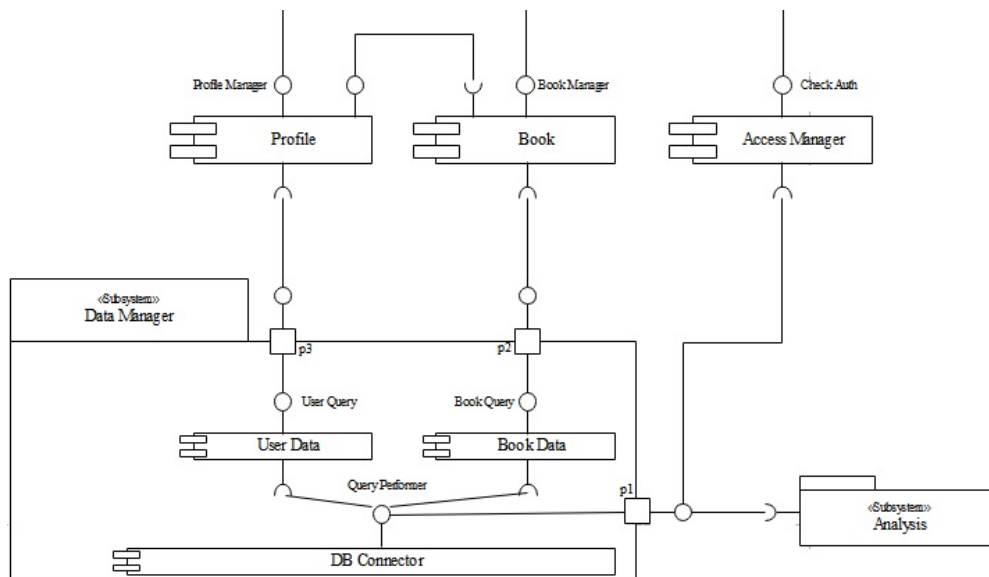 Profile Manager
Book Manager
Check Auth
Profile
Book
Access Manager
«Subsystem»
Data Manager
p3
p2
User Query
Book Query
User Data
Book Data
Query Performer
p1
«Subsystem»
Analysis
DB Connector